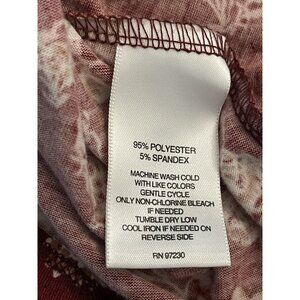 95% POLYESTER
5% SPANDEX
MACHINE WASH COLD
WITH LIKE COLORS
GENTLE CYCLE
ONLY NON-CHLORINE BLEACH
IF NEEDED
TUMBLE DRY LOW
COOL IRON IF NEEDED ON
REVERSE SIDE
RN 97230